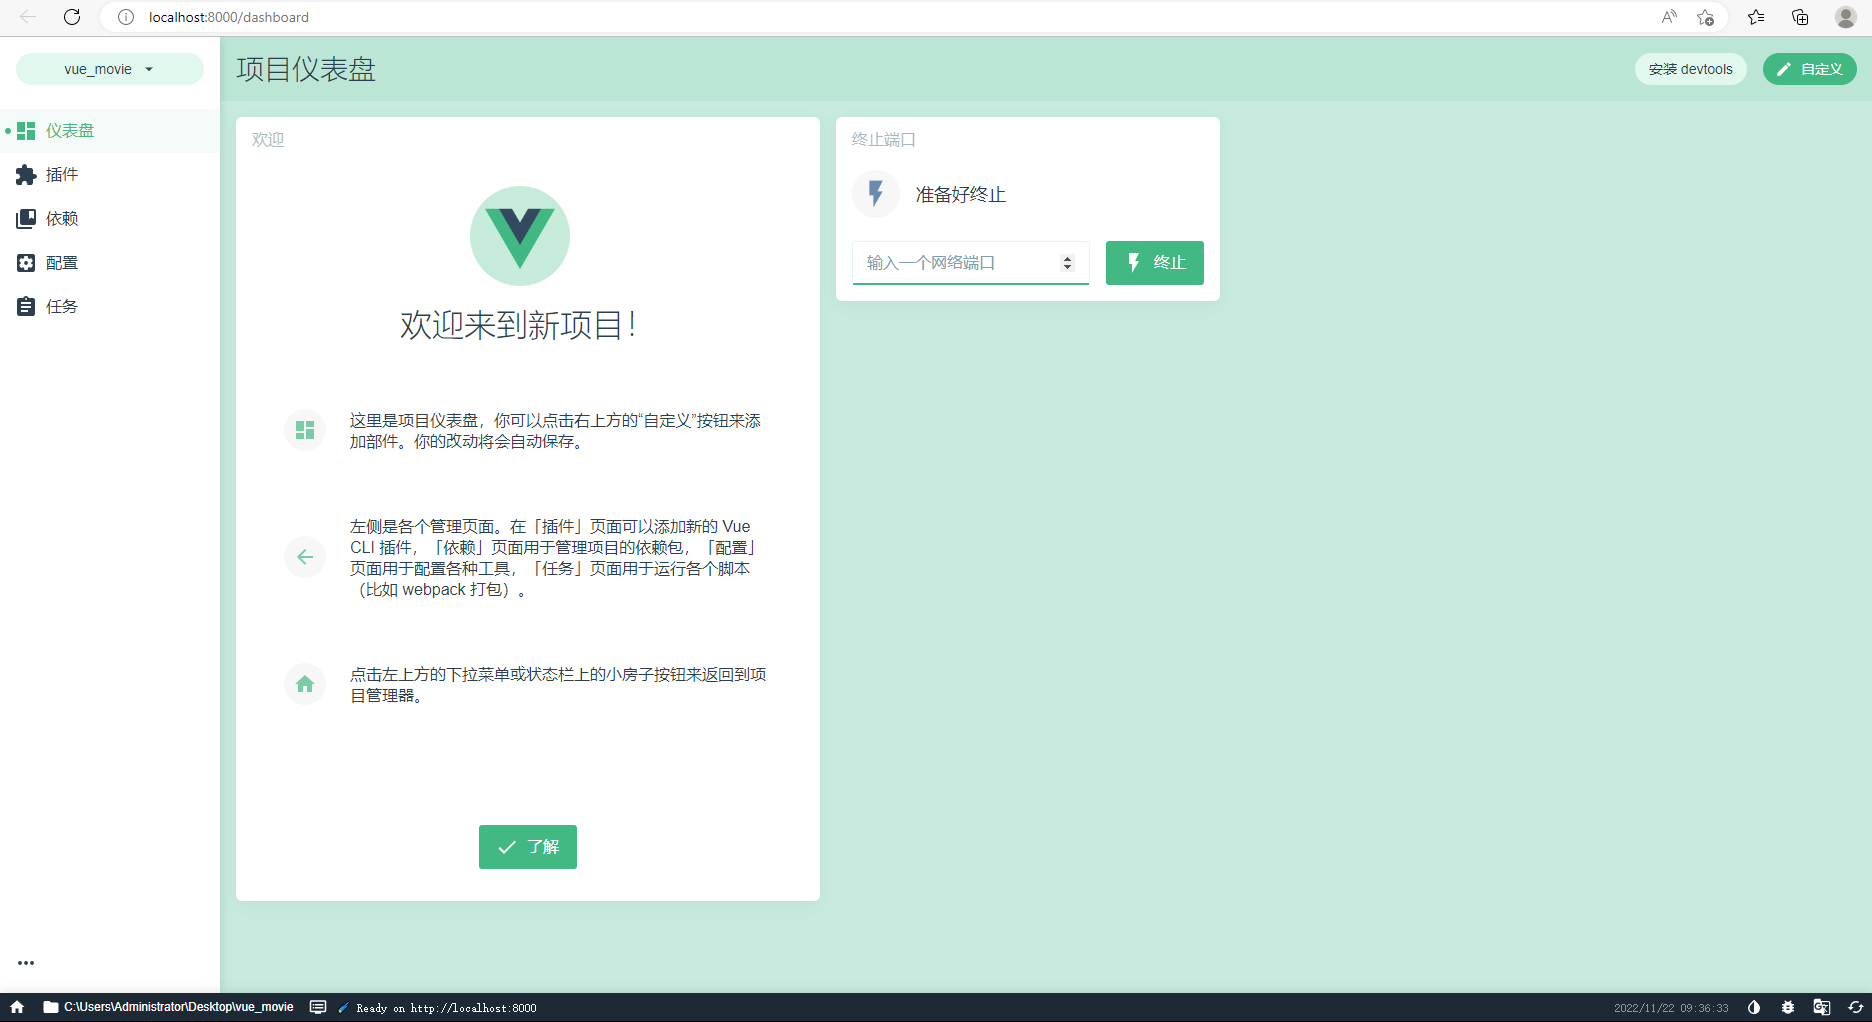 localhost:8000/dashboard
vue_movie
项目仪表盘
安装 devtools
自定义
仪表盘
插件
依赖
配置
任务
欢迎
欢迎来到新项目！
这里是项目仪表盘，你可以点击右上方的“自定义”按钮来添
加部件。你的改动将会自动保存。
左侧是各个管理页面。在「插件」页面可以添加新的 Vue
CLI 插件，「依赖」页面用于管理项目的依赖包，「配置」
页面用于配置各种工具，「任务」页面用于运行各个脚本
（比如 webpack 打包）。
点击左上方的下拉菜单或状态栏上的小房子按钮来返回到项
目管理器。
了解
终止端口
准备好终止
输入一个网络端口
终止
C:\Users\Administrator\Desktop\vue_movie
Ready on http://localhost:8000
2022/11/22 09:36:33